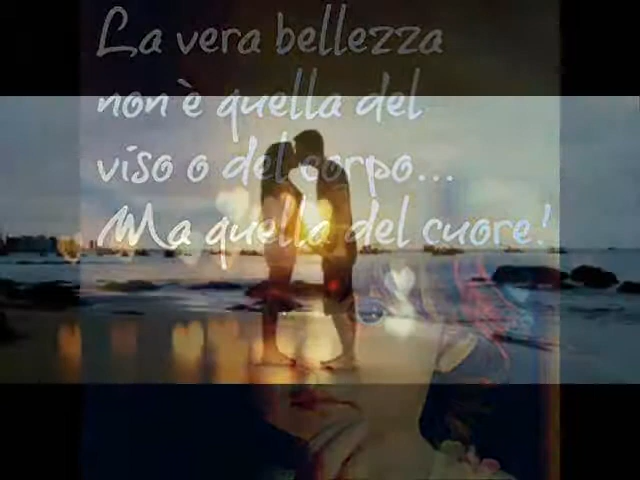 La vera bellezza
non è quella del
viso o del corpo...
Ma quella del cuore!